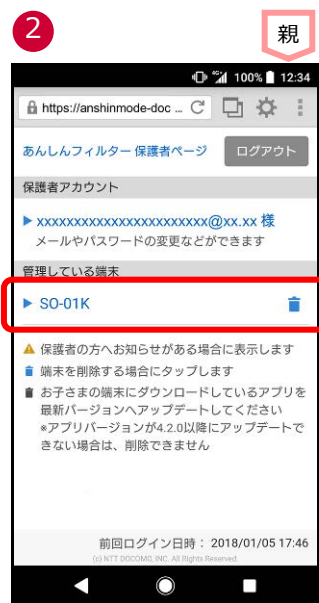 2
親
4G 100% 12:34
https://anshinmode-doc ...
あんしんフィルター 保護者ページ
ログアウト
保護者アカウント
▶ xxxxxxxxxxxxxxxxxxxxxxx@xx.xx 様
メールやパスワードの変更などができます
管理している端末
▶ SO-01K
保護者の方へお知らせがある場合に表示します
端末を削除する場合にタップします
お子さまの端末にダウンロードしているアプリを
最新バージョンへアップデートしてください
※アプリバージョンが4.2.0以降にアップデートで
きない場合は、削除できません
前回ログイン日時： 2018/01/05 17:46
(c) NTT DOCOMO, INC. All Rights Reserved.